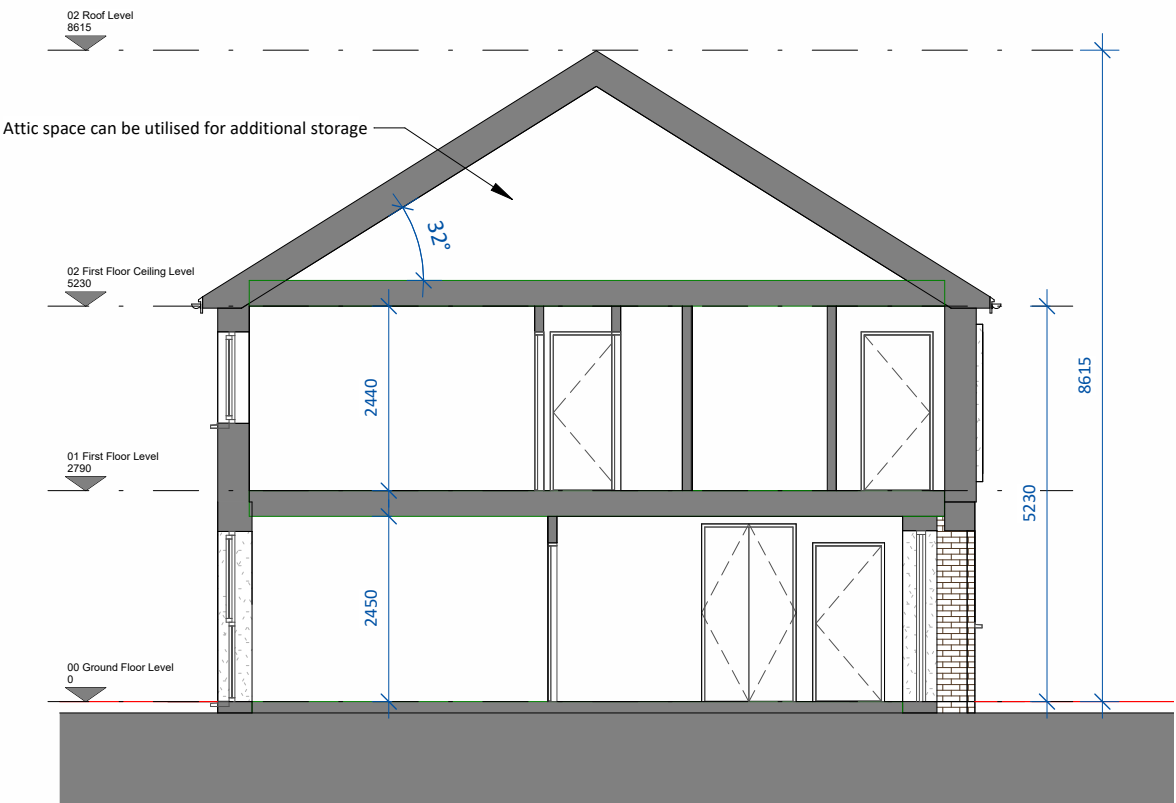 02 Roof Level
8615
Attic space can be utilised for additional storage
32°
02 First Floor Ceiling Level
5230
2440
8615
01 First Floor Level
2790
5230
2450
00 Ground Floor Level
0